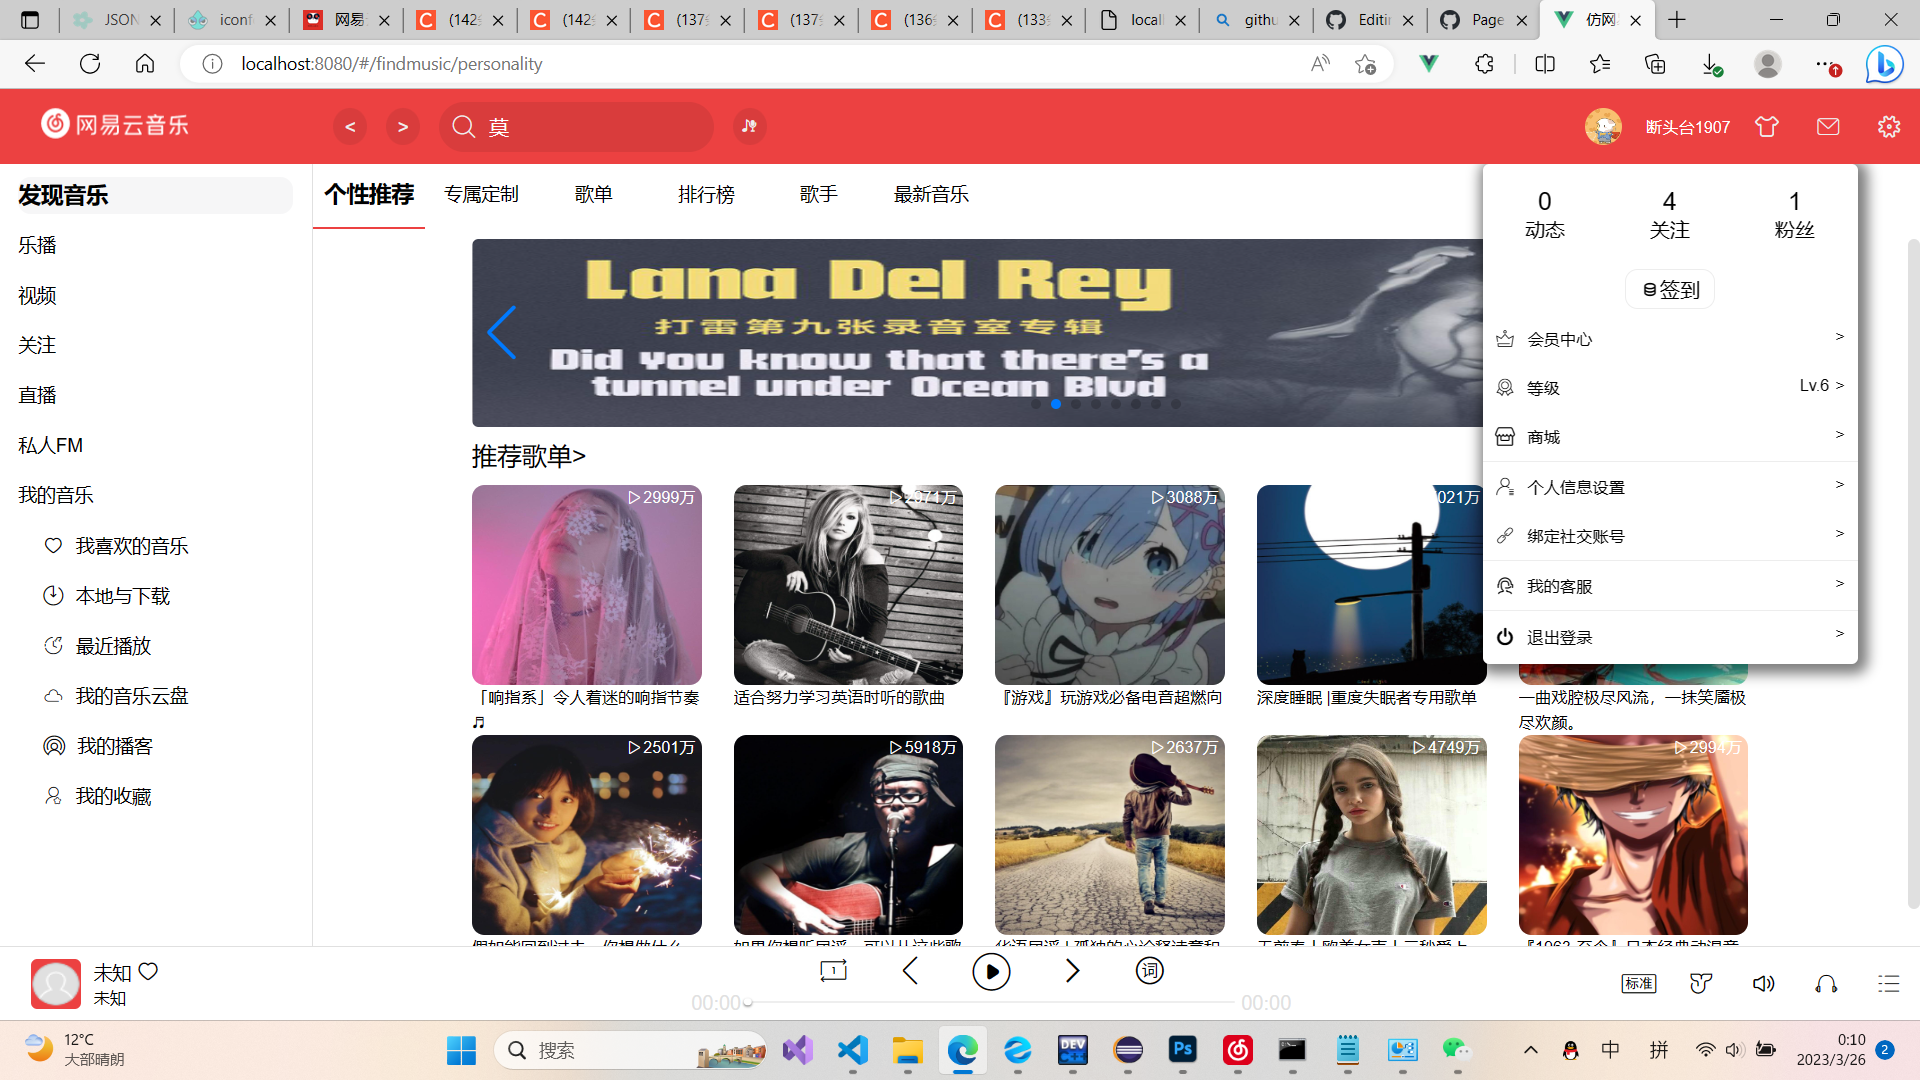 JSON
iconf
网易
(142
(142
(137
(137
(136
(133
locall
githu
Editin
Page
仿网
localhost:8080/#/findmusic/personality
网易云音乐
<
>
莫
断头台1907
发现音乐
乐播
视频
关注
直播
私人FM
我的音乐
我喜欢的音乐
本地与下载
最近播放
我的音乐云盘
我的播客
我的收藏
个性推荐 专属定制 歌单 排行榜 歌手 最新音乐
Lana Del Rey
打雷第九张录音室专辑
Did you know that there's a
tunnel under Ocean Blvd
0 4 1
动态 关注 粉丝
签到
会员中心 >
等级 Lv.6 >
商城 >
个人信息设置 >
绑定社交账号 >
我的客服 >
退出登录 >
推荐歌单>
2999万
3088万
021万
「响指系」令人着迷的响指节奏
♬
适合努力学习英语时听的歌曲
『游戏』玩游戏必备电音超燃向
深度睡眠 |重度失眠者专用歌单
一曲戏腔极尽风流，一抹笑靥极
尽欢颜。
2501万
5918万
2637万
4749万
2994万
未知
未知
1
词
00:00
00:00
标准
12°C
大部晴朗
搜索
DEV
Ps
中
拼
0:10
2023/3/26
2